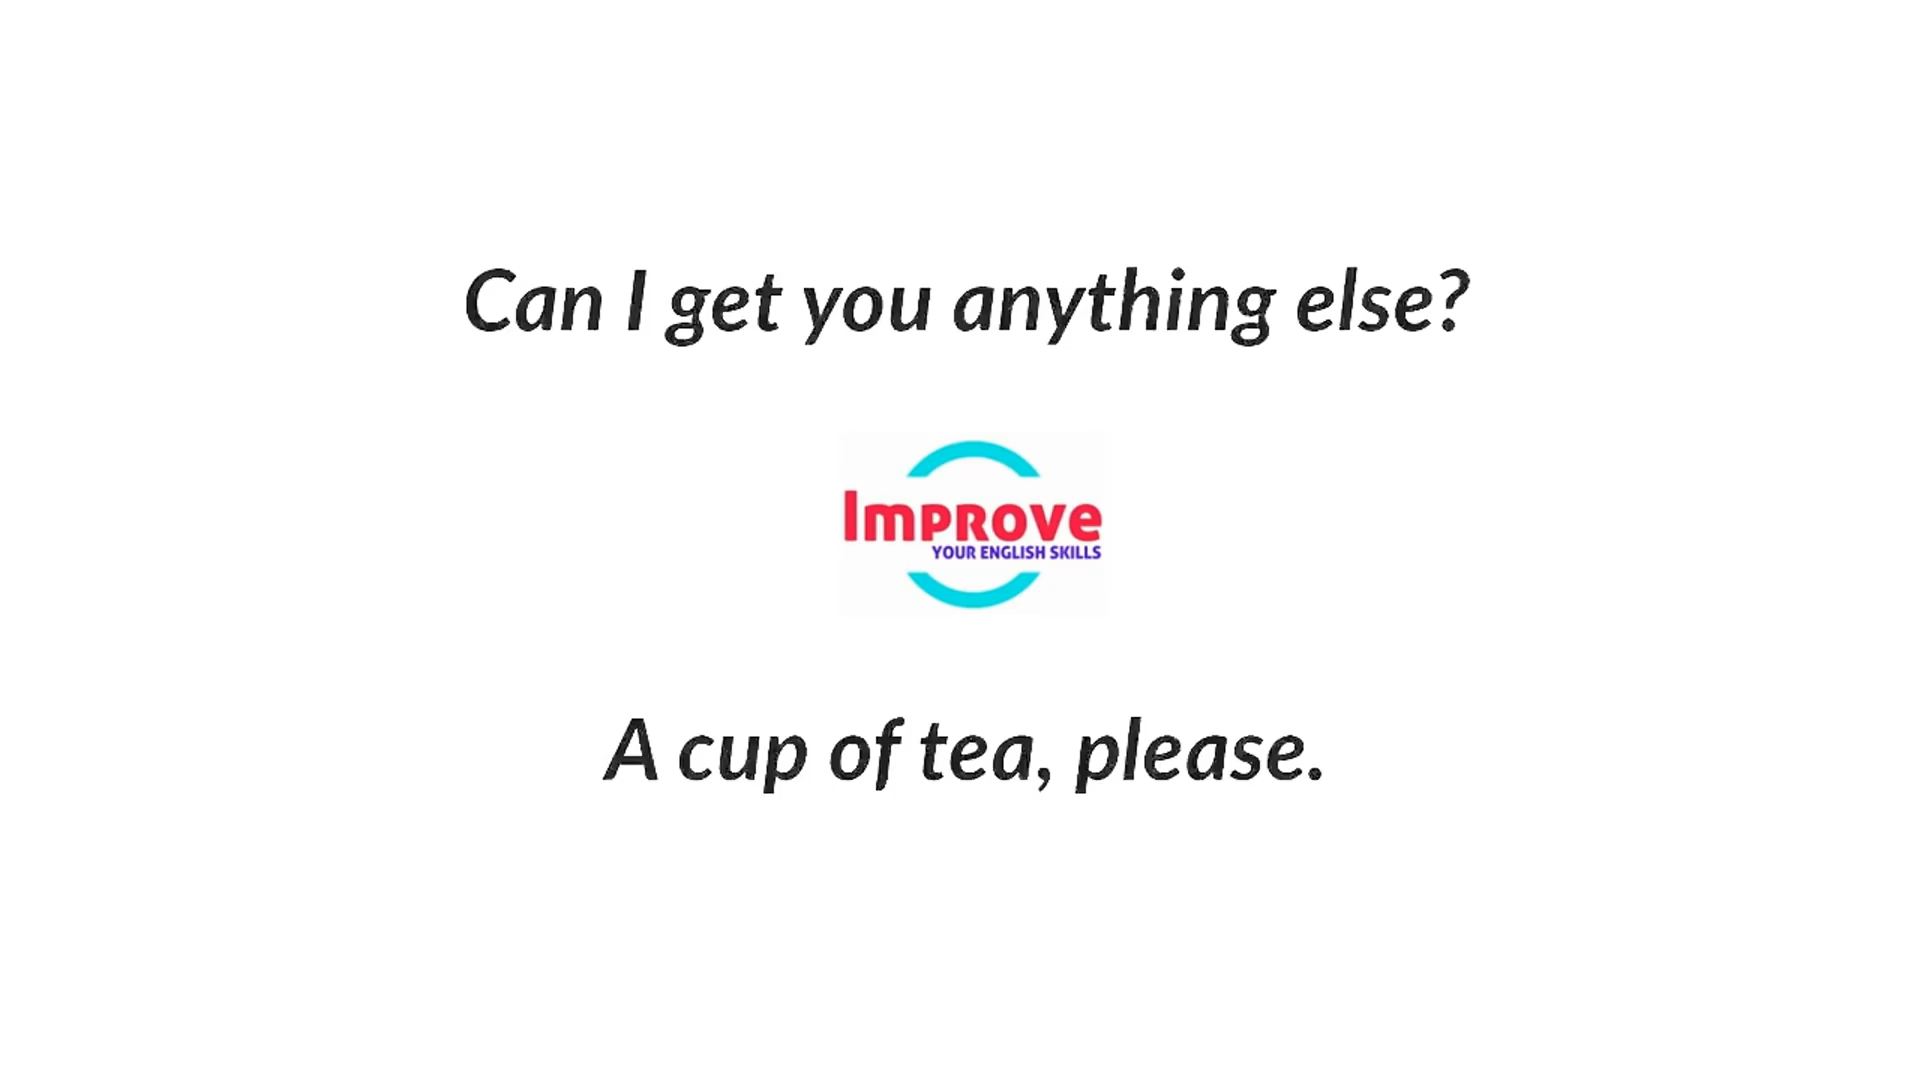 Can I get you anything else?
Improve
YOUR ENGLISH SKILLS
A cup of tea, please.